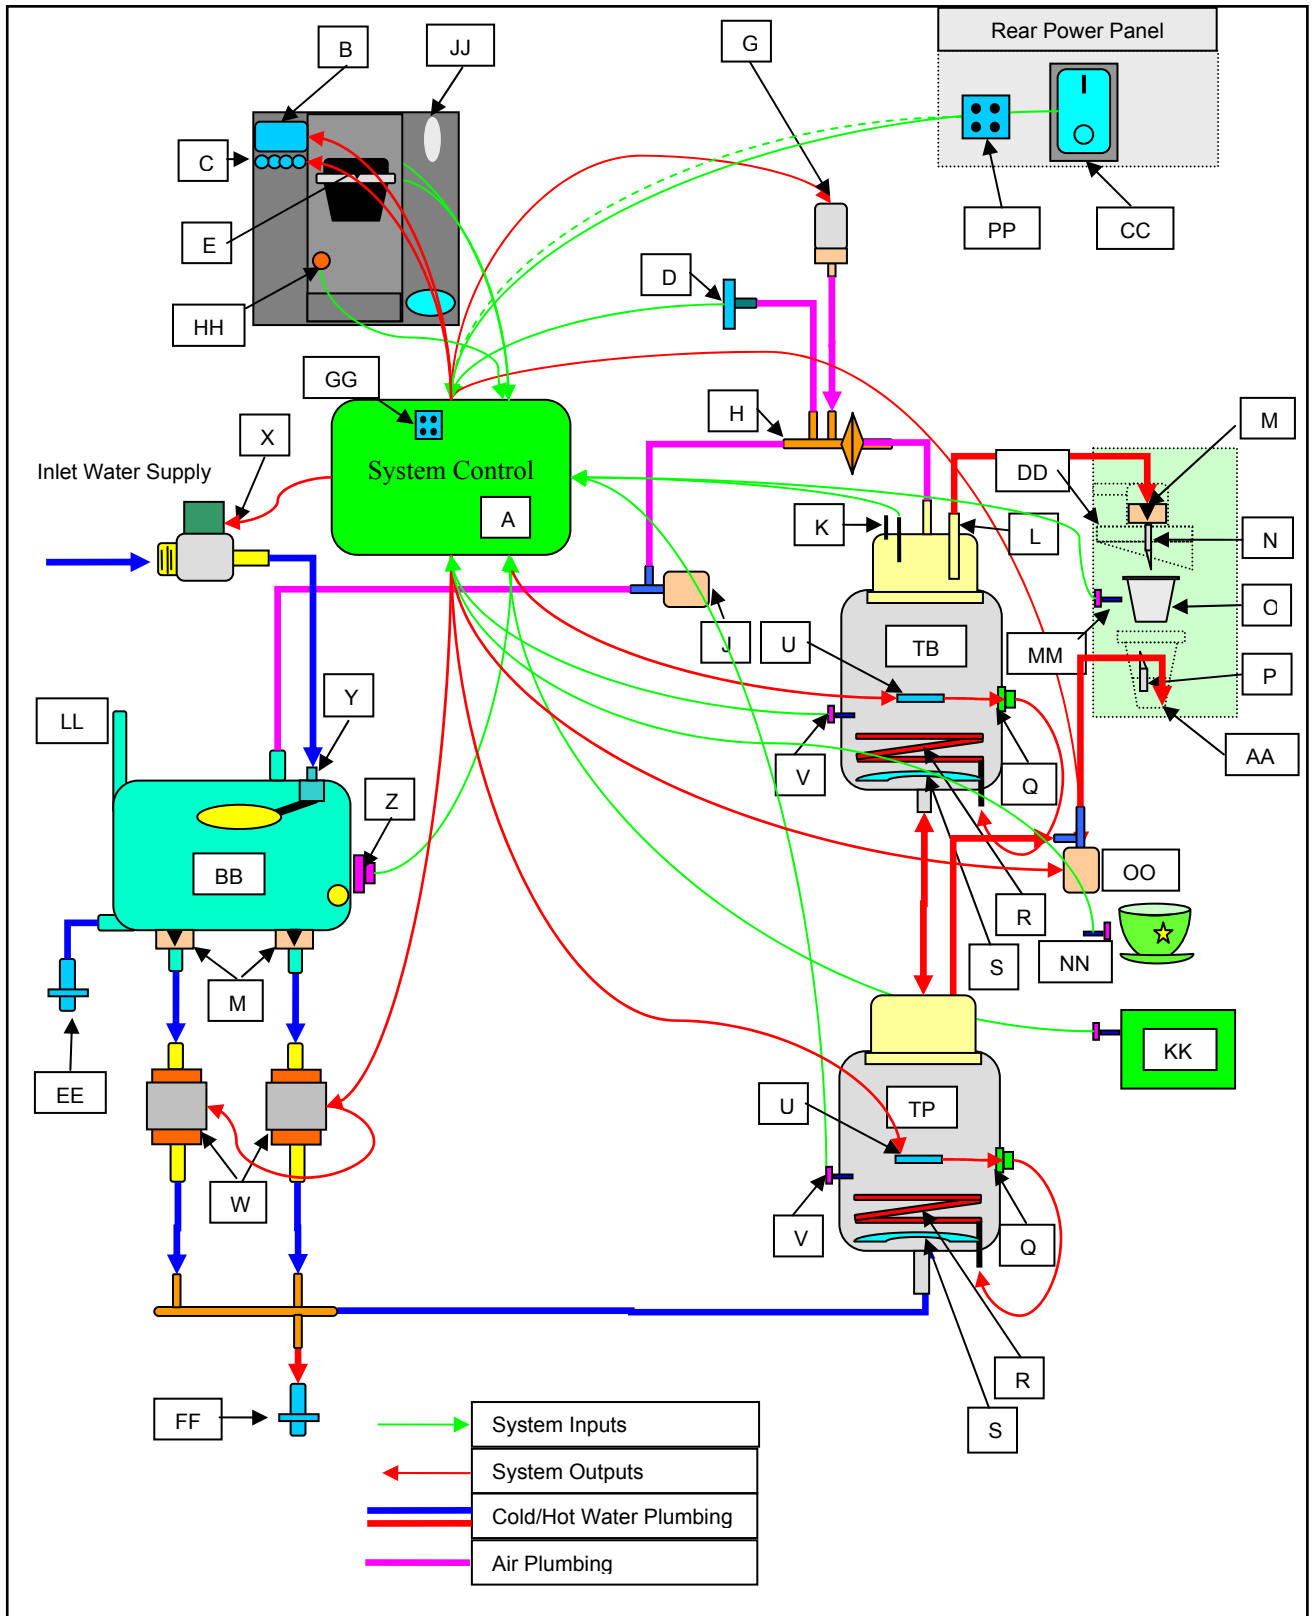 Rear Power Panel
B
JJ
G
C
E
HH
D
PP
CC
GG
H
M
X
Inlet Water Supply
System Control
A
DD
K
L
N
O
J
U
TB
MM
P
LL
Y
V
Q
AA
Z
BB
OO
R
M
S
NN
EE
KK
U
TP
W
V
Q
R
FF
S
System Inputs
System Outputs
Cold/Hot Water Plumbing
Air Plumbing